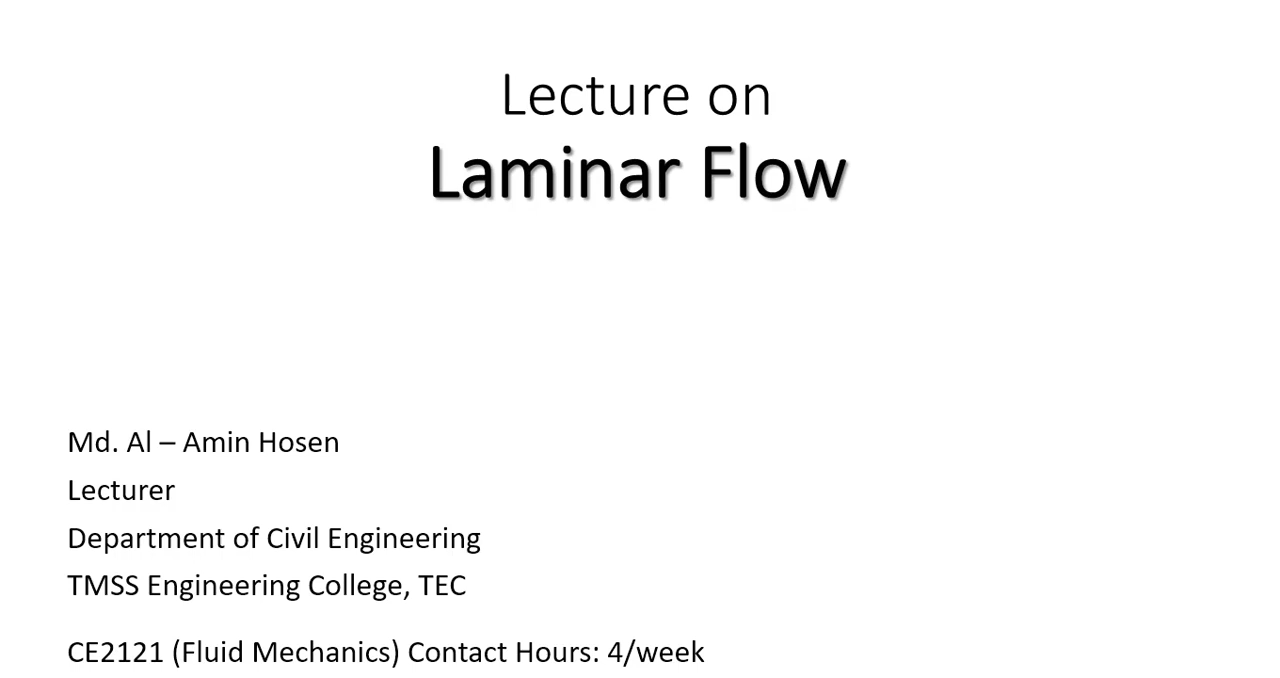 Lecture on
Laminar Flow
Md. Al – Amin Hosen
Lecturer
Department of Civil Engineering
TMSS Engineering College, TEC
CE2121 (Fluid Mechanics) Contact Hours: 4/week